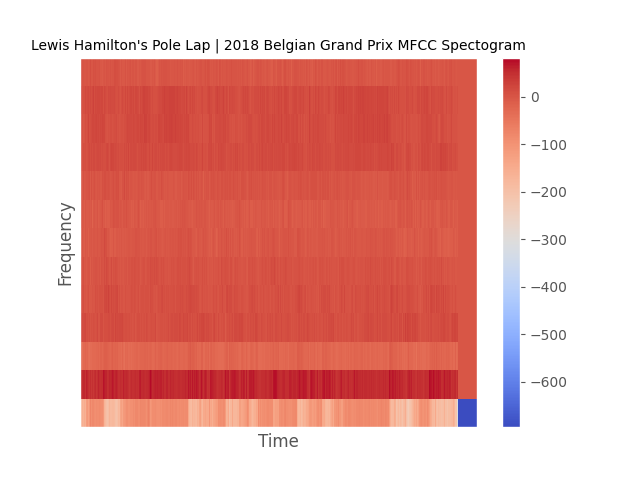 Lewis Hamilton's Pole Lap | 2018 Belgian Grand Prix MFCC Spectogram
Frequency
Time
0
−100
−200
−300
−400
−500
−600